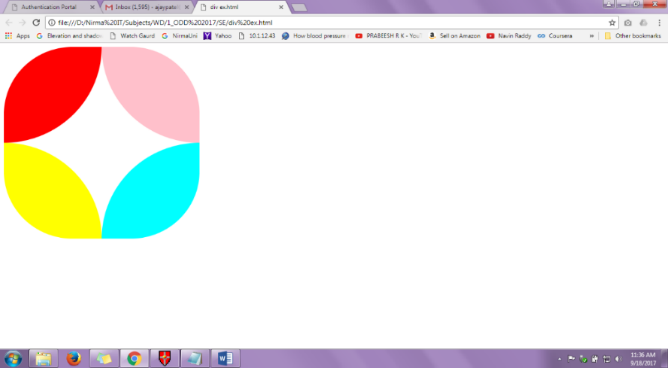 Authentication Portal Inbox (1,595) - ajaypatel div ex.html
file:///D:/Nirma%20IT/Subjects/WD/1_ODD%202017/SE/div%20ex.html
Apps Elevation and shadow Watch Gaurd NirmaUni Yahoo 10.1.12.43 How blood pressure PRABEESH R K - You Sell on Amazon Navin Reddy Coursera » Other bookmarks
11:36 AM
9/18/2017